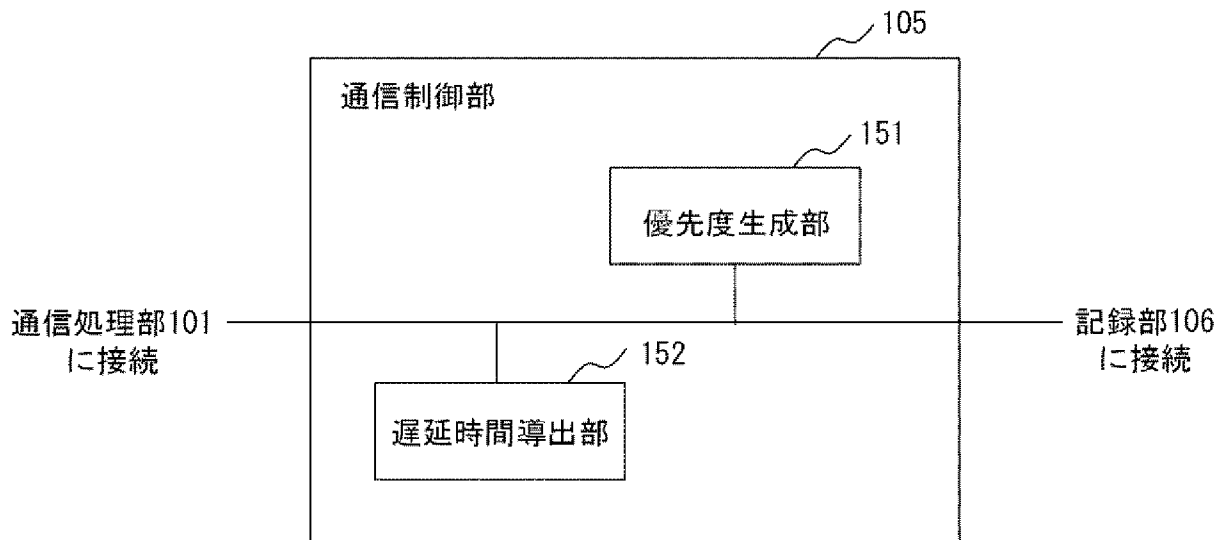 105
通信制御部
151
優先度生成部
通信処理部101
に接続
記録部106
に接続
152
遅延時間導出部